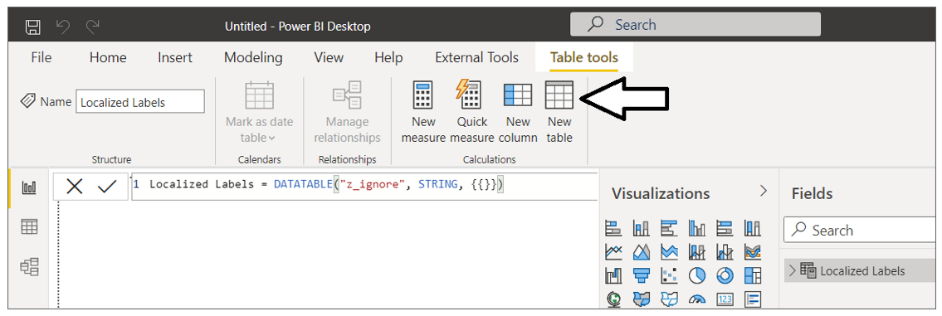 Untitled - Power BI Desktop
Search
File Home Insert Modeling View Help External Tools Table tools
Name Localized Labels
Mark as date
table
Manage
relationships
New
measure
Quick
measure
New
column
New
table
Structure Calendars Relationships Calculations
1 Localized Labels = DATATABLE("z_ignore", STRING, {{}})
Visualizations
Fields
Search
Localized Labels
123